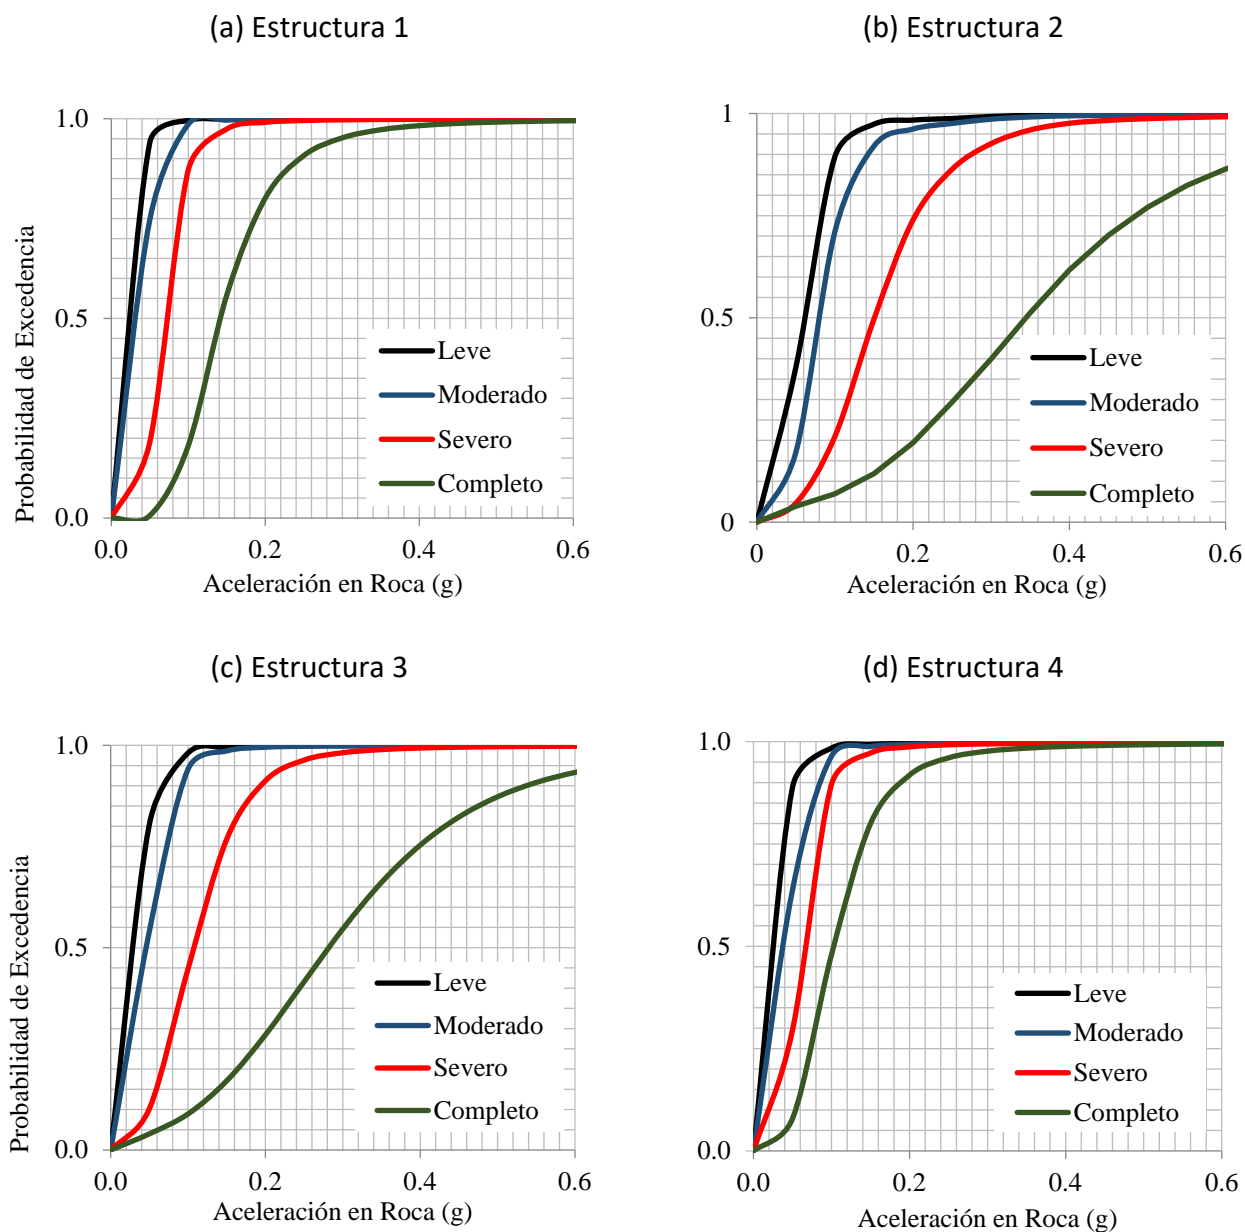 (a) Estructura 1
1.0
0.5
0.0
Probabilidad de Excedencia
Leve
Moderado
Severo
Completo
0.0 0.2 0.4 0.6
Aceleración en Roca (g)
(b) Estructura 2
1
0.5
0
Leve
Moderado
Severo
Completo
0 0.2 0.4 0.6
Aceleración en Roca (g)
(c) Estructura 3
1.0
0.5
0.0
Probabilidad de Excedencia
Leve
Moderado
Severo
Completo
0.0 0.2 0.4 0.6
Aceleración en Roca (g)
(d) Estructura 4
1.0
0.5
0.0
Leve
Moderado
Severo
Completo
0.0 0.2 0.4 0.6
Aceleración en Roca (g)